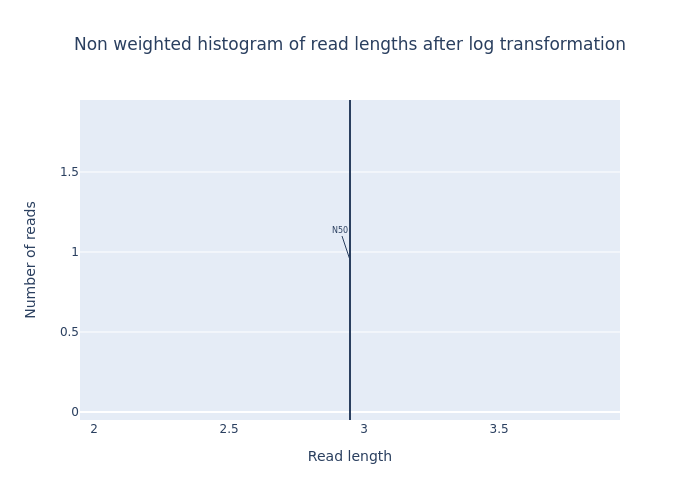 Non weighted histogram of read lengths after log transformation
Number of reads
1.5
1
0.5
0
N50
2
2.5
3
3.5
Read length